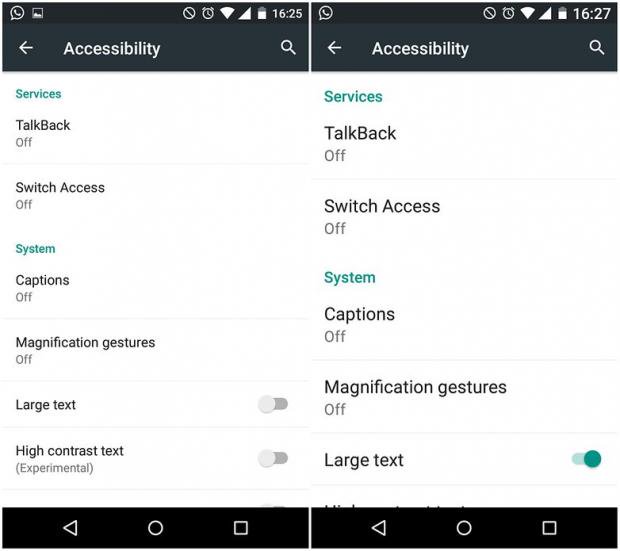 16:25
Accessibility
Services
TalkBack
Off
Switch Access
Off
System
Captions
Off
Magnification gestures
Off
Large text
High contrast text
(Experimental)
16:27
Accessibility
Services
TalkBack
Off
Switch Access
Off
System
Captions
Off
Magnification gestures
Off
Large text